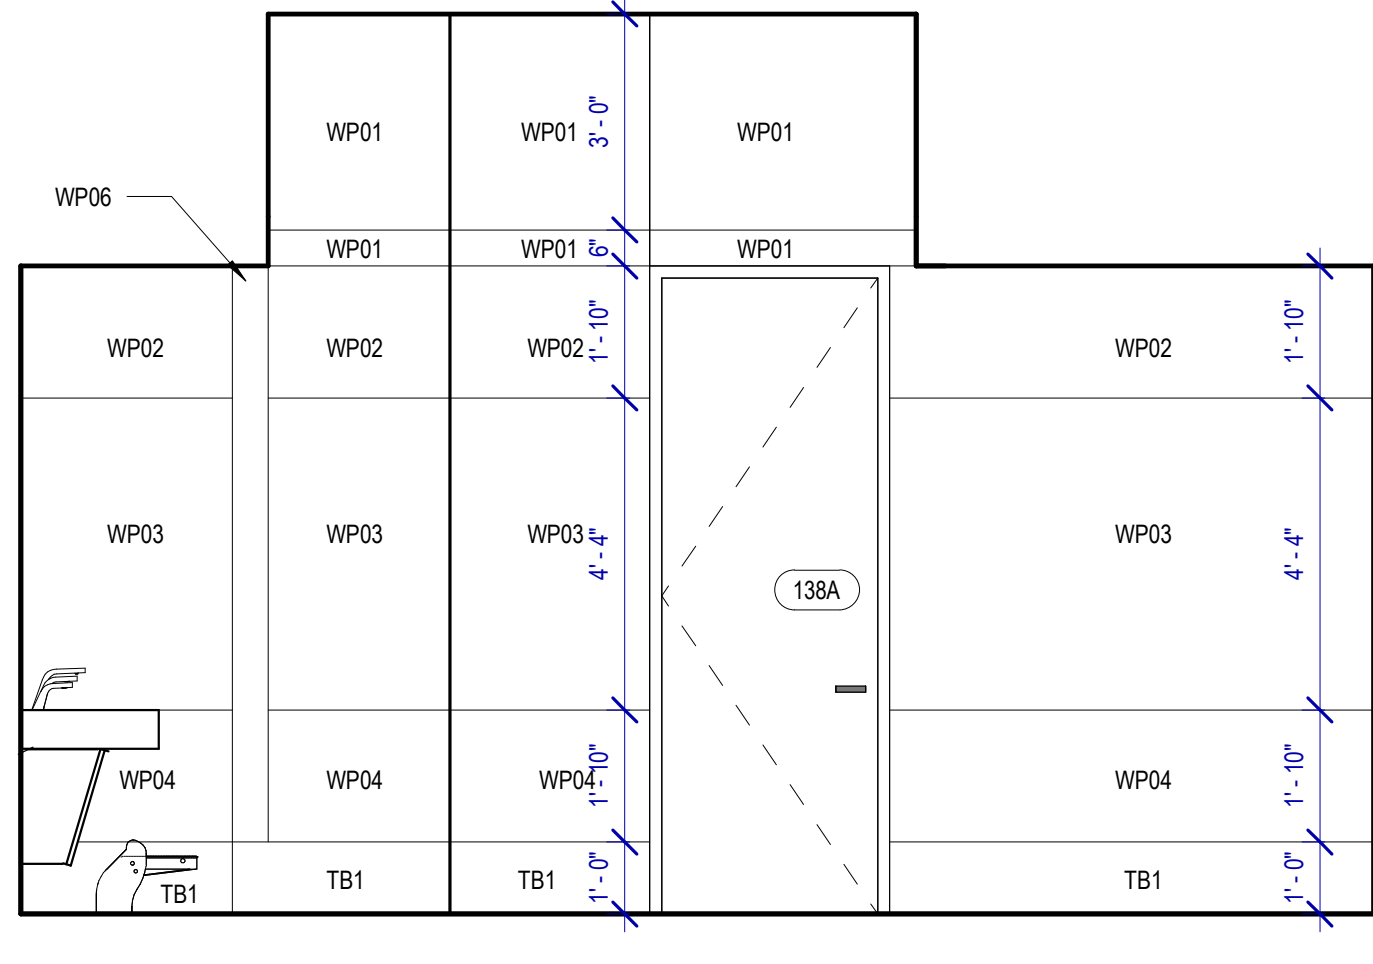 WP01 WP01 3' - 0" WP01
WP06
WP01 WP01 6" WP01
WP02 WP02 WP02 1' - 10" WP02 1' - 10"
WP03 WP03 WP03 4' - 4" WP03 4' - 4"
138A
WP04 WP04 WP04 1' - 10" WP04 1' - 10"
TB1 TB1 TB1 1' - 0" TB1 1' - 0"